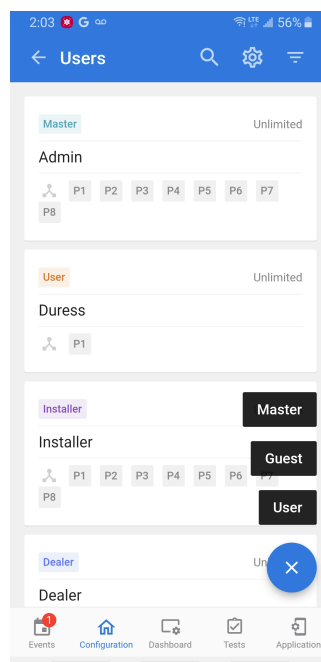 2:03 G 56%
LTE
Users
Master Unlimited
Admin
P1 P2 P3 P4 P5 P6 P7
P8
User Unlimited
Duress
P1
Installer
Master
Installer
Guest
P1 P2 P3 P4 P5 P6 P7
P8
User
Dealer Un
Dealer
1
Events Configuration Dashboard Tests Application